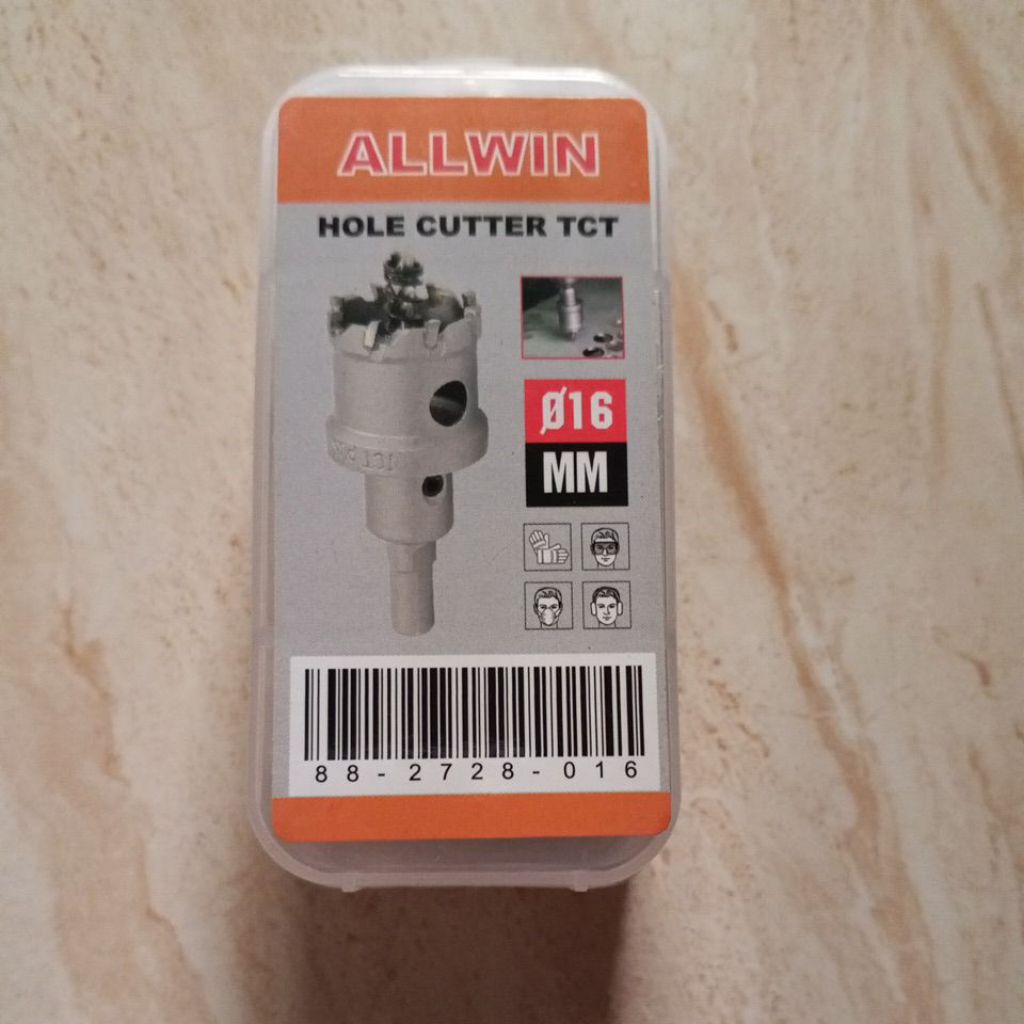 ALLWIN
HOLE CUTTER TCT
Ø16
MM
88-2728-016